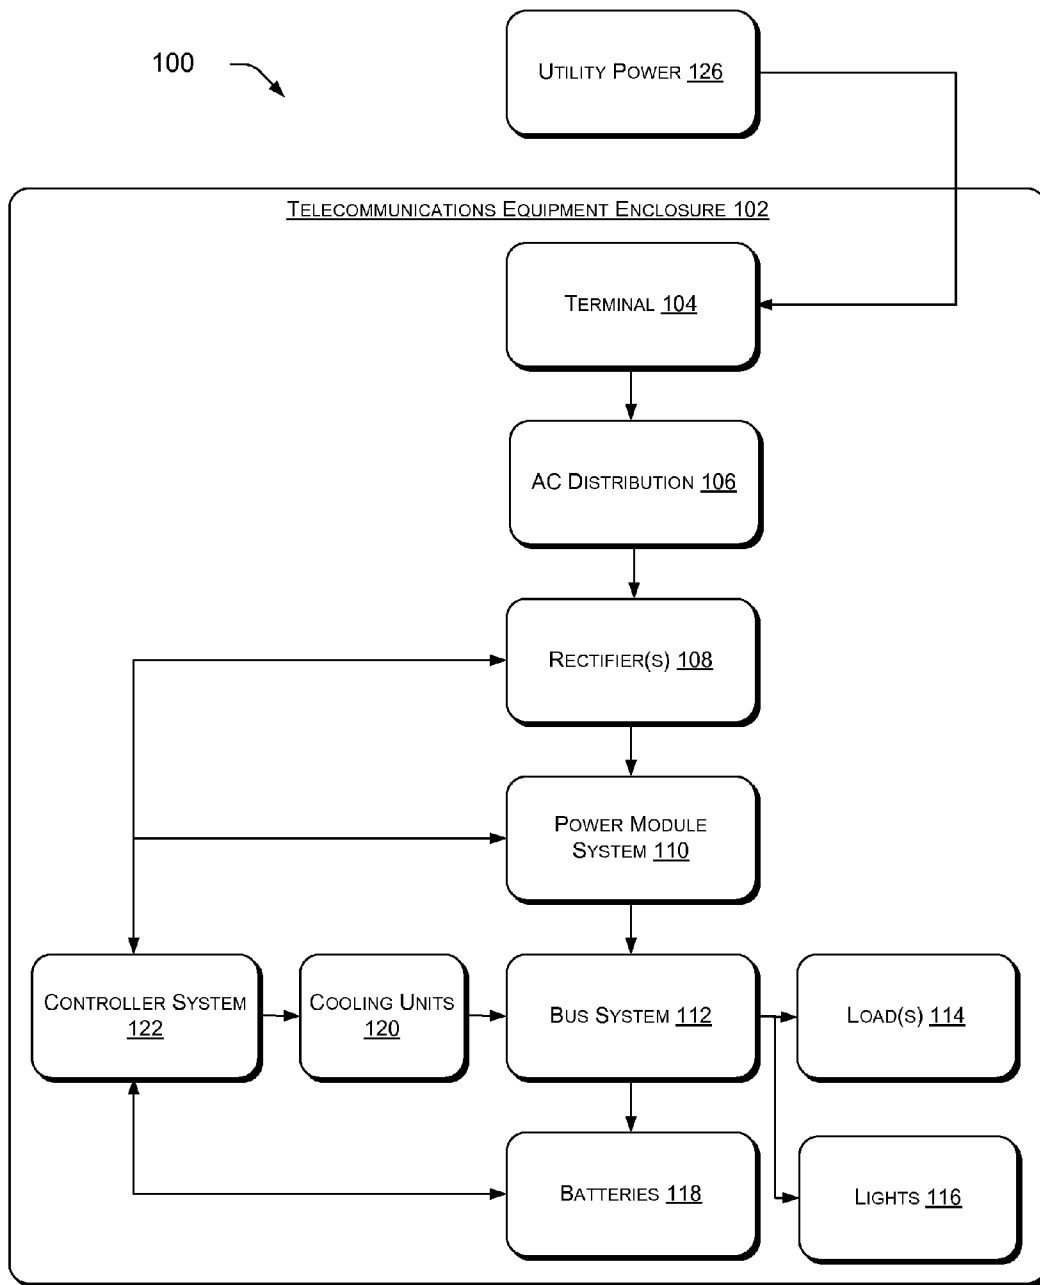 100
UTILITY POWER 126
TELECOMMUNICATIONS EQUIPMENT ENCLOSURE 102
TERMINAL 104
AC DISTRIBUTION 106
RECTIFIER(S) 108
POWER MODULE
SYSTEM 110
CONTROLLER SYSTEM
122
COOLING UNITS
120
BUS SYSTEM 112
LOAD(S) 114
BATTERIES 118
LIGHTS 116